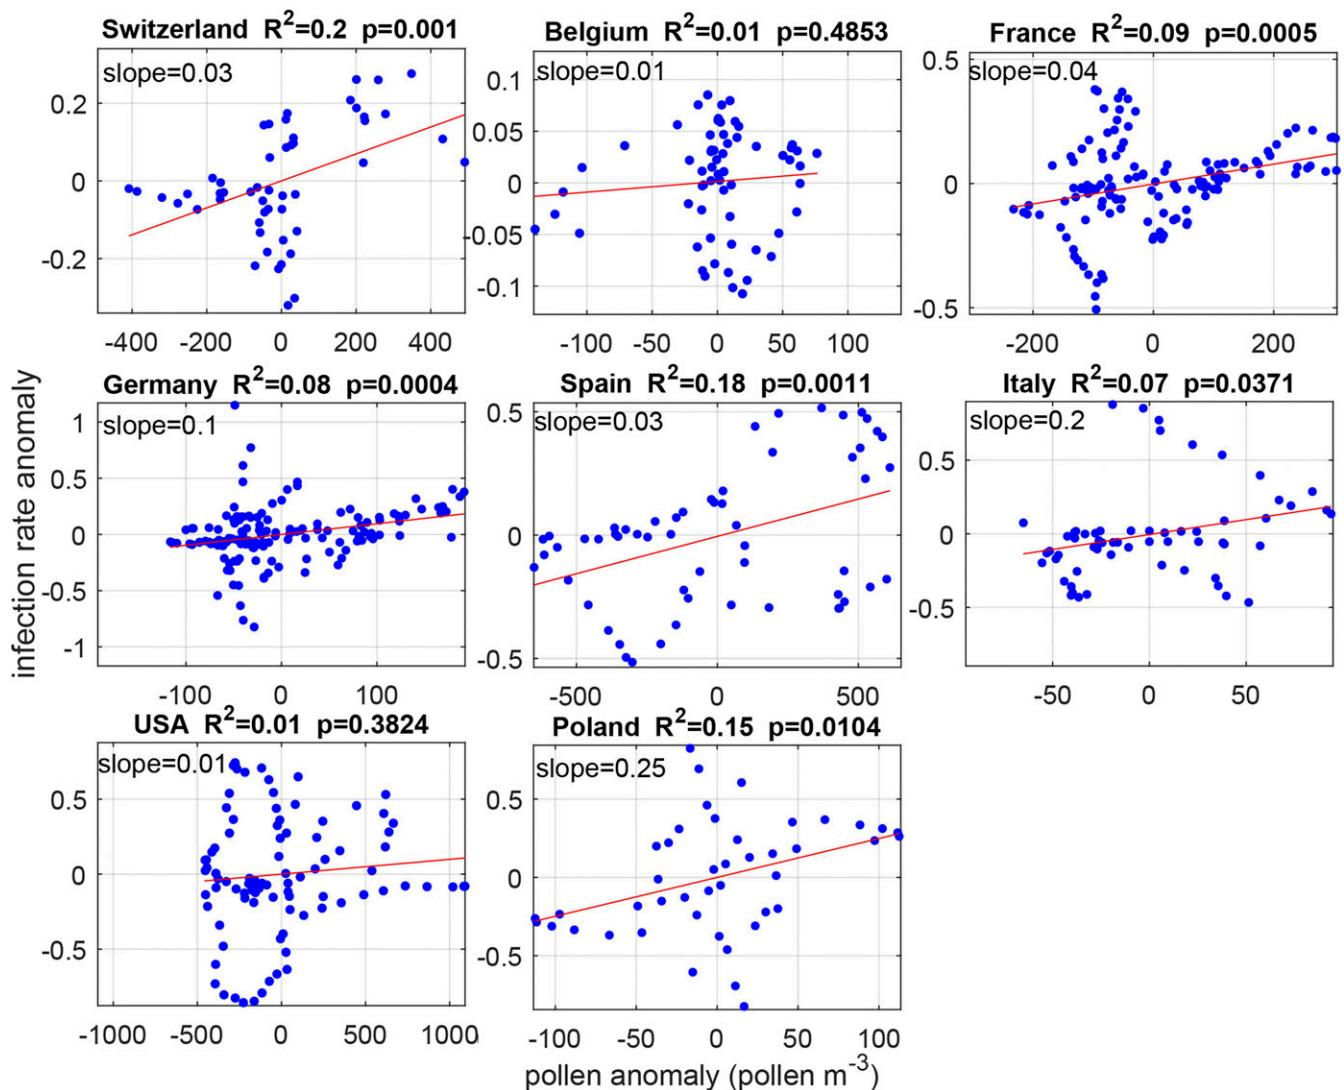 Switzerland R²=0.2 p=0.001
slope=0.03
0.2
0
-0.2
-400 -200 0 200 400
Belgium R²=0.01 p=0.4853
slope=0.01
0.1
0.05
0
-0.05
-0.1
-100 -50 0 50 100
France R²=0.09 p=0.0005
slope=0.04
0.5
0
-0.5
-200 0 200
infection rate anomaly
Germany R²=0.08 p=0.0004
slope=0.1
1
0.5
0
-0.5
-1
-100 0 100
Spain R²=0.18 p=0.0011
slope=0.03
0.5
0
-0.5
-500 0 500
Italy R²=0.07 p=0.0371
slope=0.2
0.5
0
-0.5
-50 0 50
USA R²=0.01 p=0.3824
slope=0.01
0.5
0
-0.5
-1000 -500 0 500 1000
Poland R²=0.15 p=0.0104
slope=0.25
0.5
0
-0.5
-100 -50 0 50 100
pollen anomaly (pollen m⁻³)